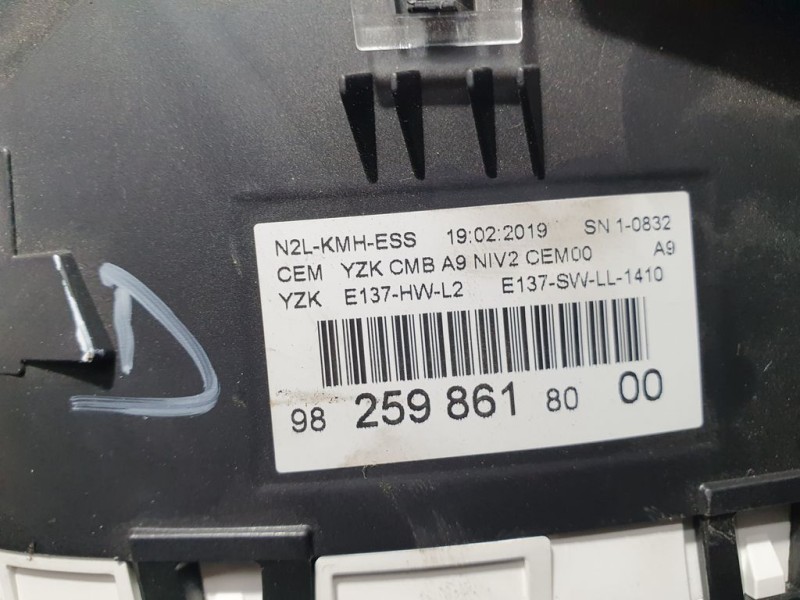 N2L-KMH-ESS 19:02:2019 SN 1-0832
CEM YZK CMB A9 NIV2 CEM00 A9
YZK E137-HW-L2 E137-SW-LL-1410
98 259 861 80 00
D